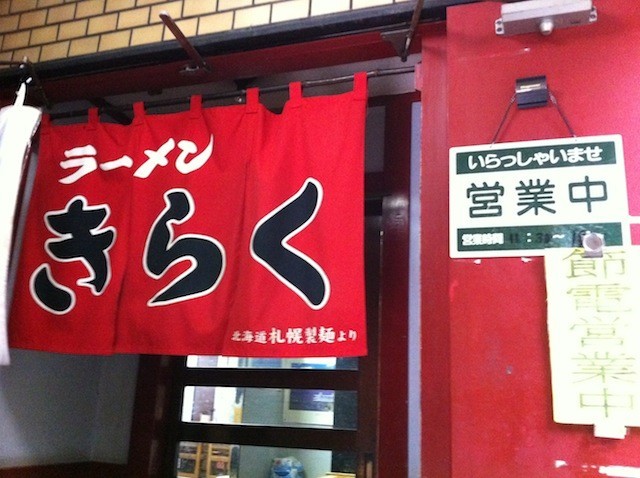 ラーメン
きらく
北海道札幌製麺より
いらっしゃいませ
営業中
営業時間
節電営業中